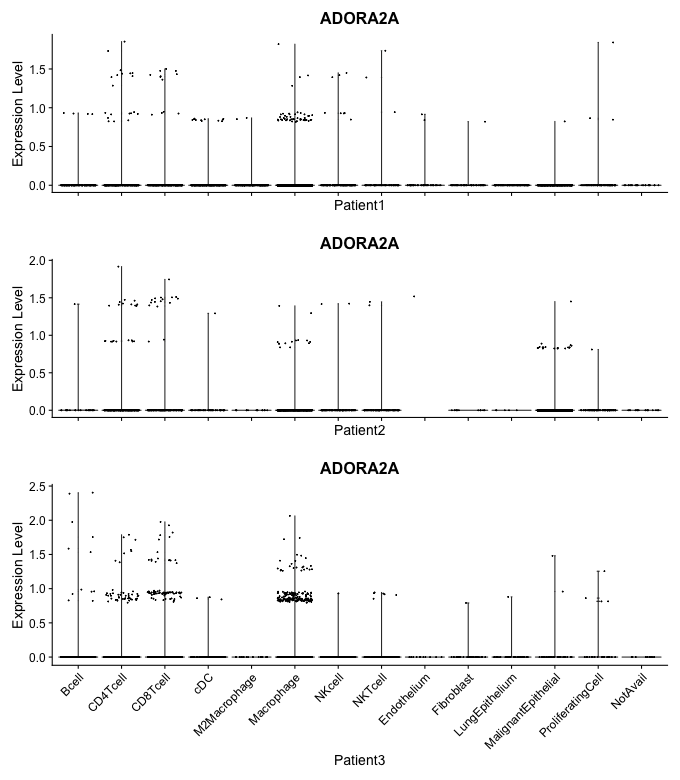 ADORA2A
Expression Level
1.5
1.0
0.5
0.0
Patient1
ADORA2A
Expression Level
2.0
1.5
1.0
0.5
0.0
Patient2
ADORA2A
Expression Level
2.5
2.0
1.5
1.0
0.5
0.0
Bcell
CD4Tcell
CD8Tcell
cDC
M2Macrophage
Macrophage
NKcell
NKTcell
Endothelium
Fibroblast
LungEpithelium
MalignantEpithelial
ProliferatingCell
NotAvail
Patient3